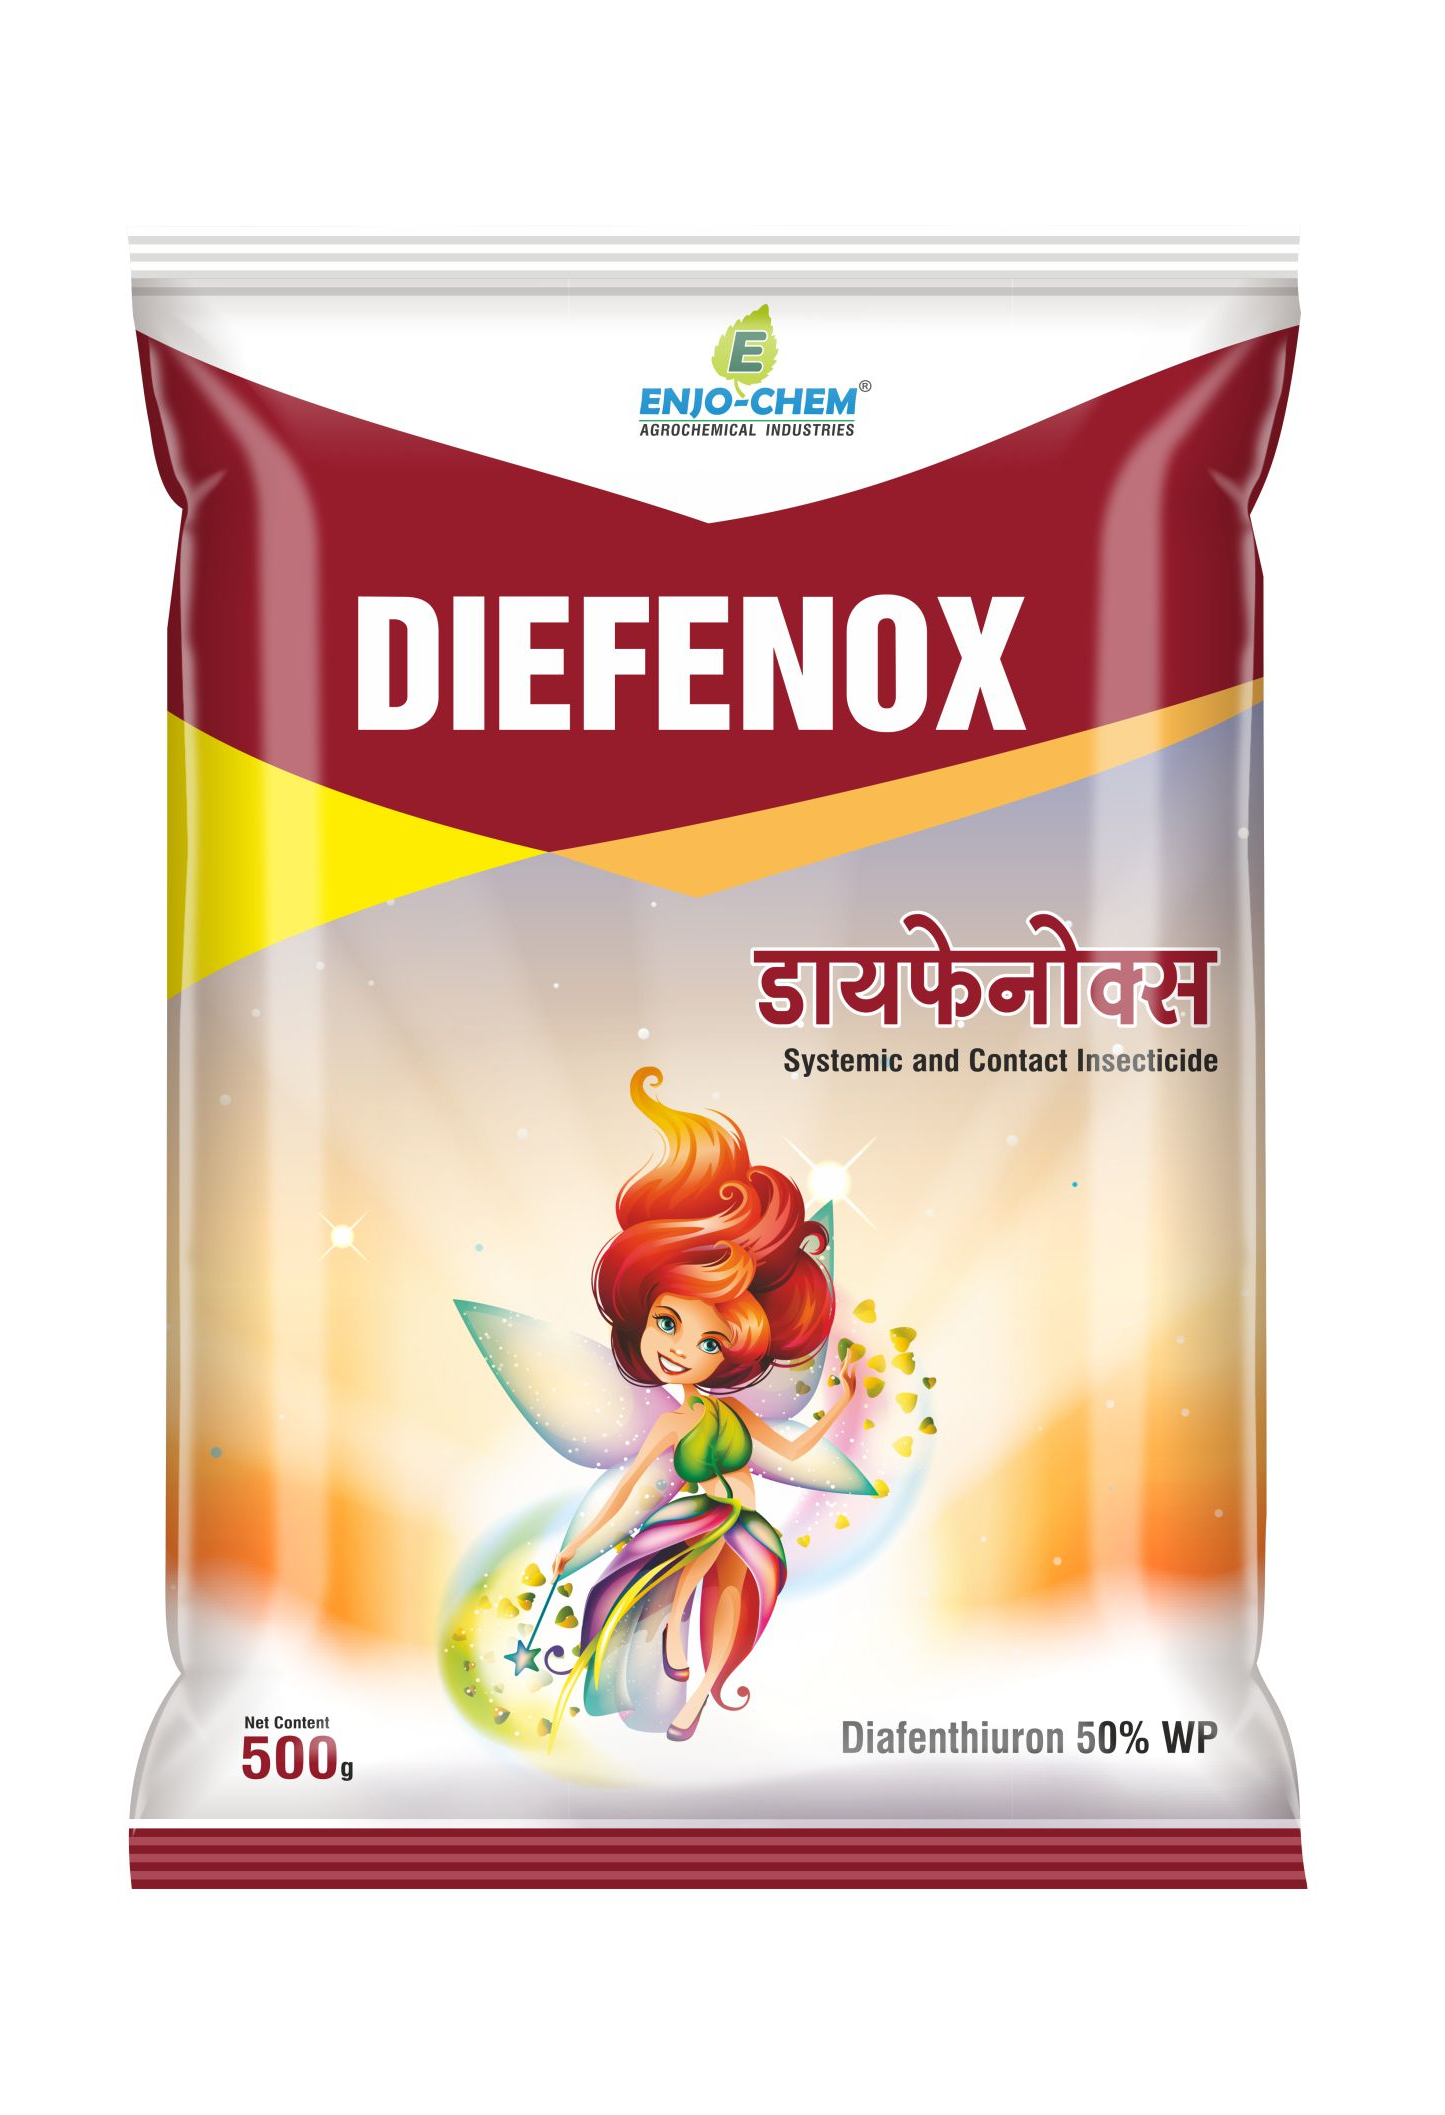 E
ENJO-CHEM®
AGROCHEMICAL INDUSTRIES
DIEFENOX
डायफेनोक्स
Systemic and Contact Insecticide
Net Content
500g
Diafenthiuron 50% WP